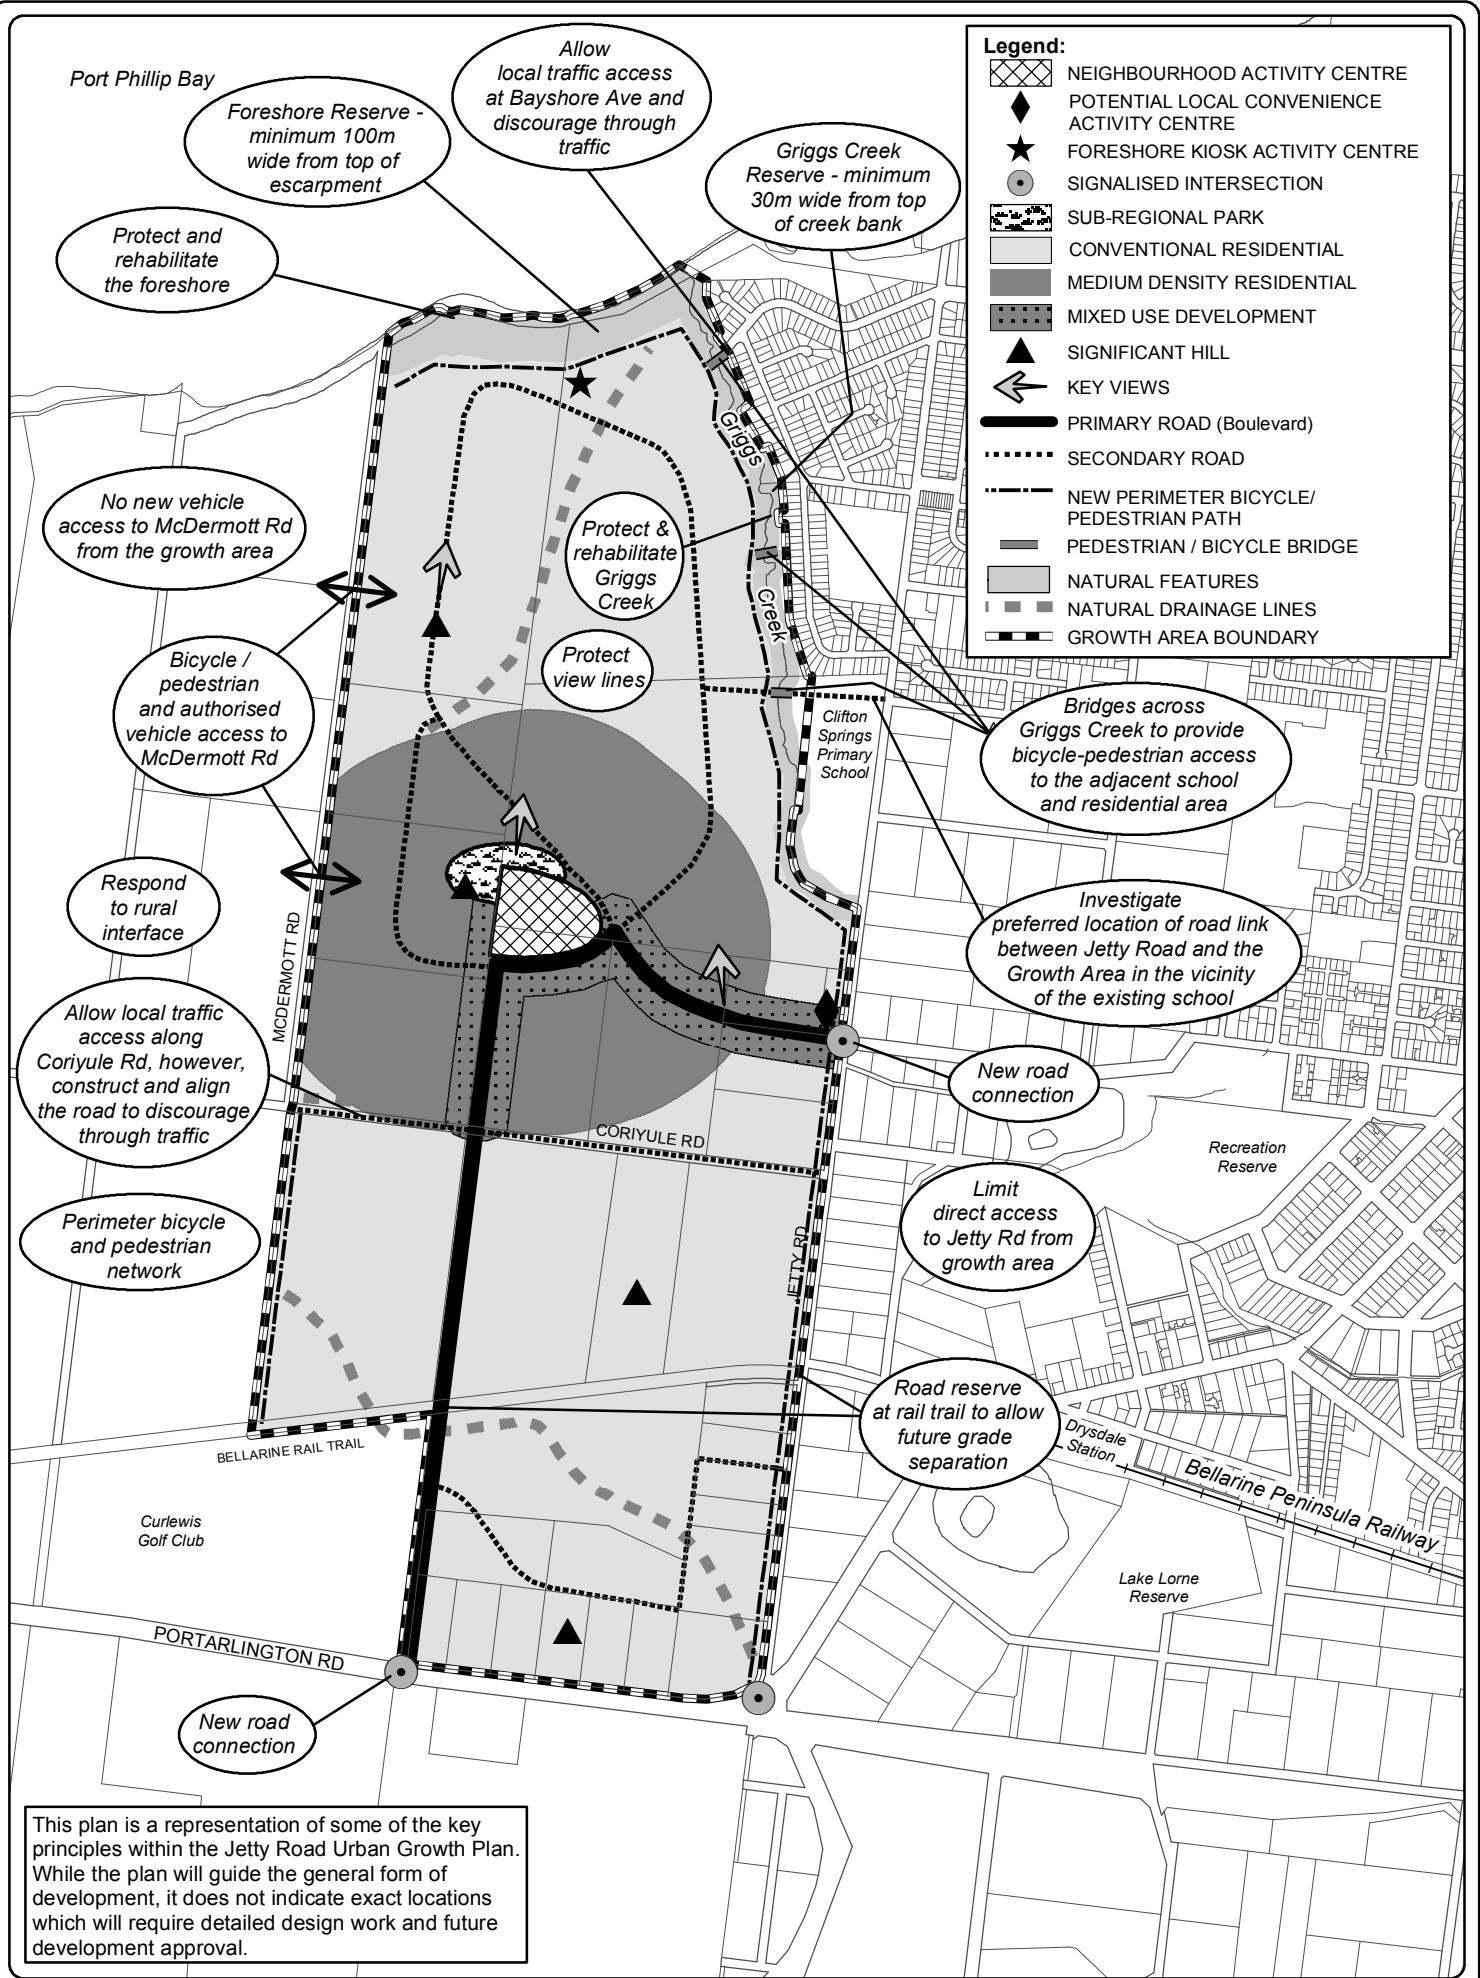 Port Phillip Bay
Allow
local traffic access
at Bayshore Ave and
discourage through
traffic
Foreshore Reserve -
minimum 100m
wide from top of
escarpment
Griggs Creek
Reserve - minimum
30m wide from top
of creek bank
Protect and
rehabilitate
the foreshore
Legend:
NEIGHBOURHOOD ACTIVITY CENTRE
POTENTIAL LOCAL CONVENIENCE
ACTIVITY CENTRE
FORESHORE KIOSK ACTIVITY CENTRE
SIGNALISED INTERSECTION
SUB-REGIONAL PARK
CONVENTIONAL RESIDENTIAL
MEDIUM DENSITY RESIDENTIAL
MIXED USE DEVELOPMENT
SIGNIFICANT HILL
KEY VIEWS
PRIMARY ROAD (Boulevard)
SECONDARY ROAD
NEW PERIMETER BICYCLE/
PEDESTRIAN PATH
PEDESTRIAN / BICYCLE BRIDGE
NATURAL FEATURES
NATURAL DRAINAGE LINES
GROWTH AREA BOUNDARY
Griggs
Creek
No new vehicle
access to McDermott Rd
from the growth area
Protect &
rehabilitate
Griggs
Creek
Bicycle /
pedestrian
and authorised
vehicle access to
McDermott Rd
Protect
view lines
Clifton
Springs
Primary
School
Bridges across
Griggs Creek to provide
bicycle-pedestrian access
to the adjacent school
and residential area
Respond
to rural
interface
MCDERMOTT RD
Investigate
preferred location of road link
between Jetty Road and the
Growth Area in the vicinity
of the existing school
Allow local traffic
access along
Coriyule Rd, however,
construct and align
the road to discourage
through traffic
New road
connection
CORIYULE RD
Recreation
Reserve
Perimeter bicycle
and pedestrian
network
Limit
direct access
to Jetty Rd from
growth area
JETTY RD
Road reserve
at rail trail to allow
future grade
separation
BELLARINE RAIL TRAIL
Drysdale
Station
Bellarine Peninsula Railway
Curlewis
Golf Club
Lake Lorne
Reserve
PORTARLINGTON RD
New road
connection
This plan is a representation of some of the key
principles within the Jetty Road Urban Growth Plan.
While the plan will guide the general form of
development, it does not indicate exact locations
which will require detailed design work and future
development approval.